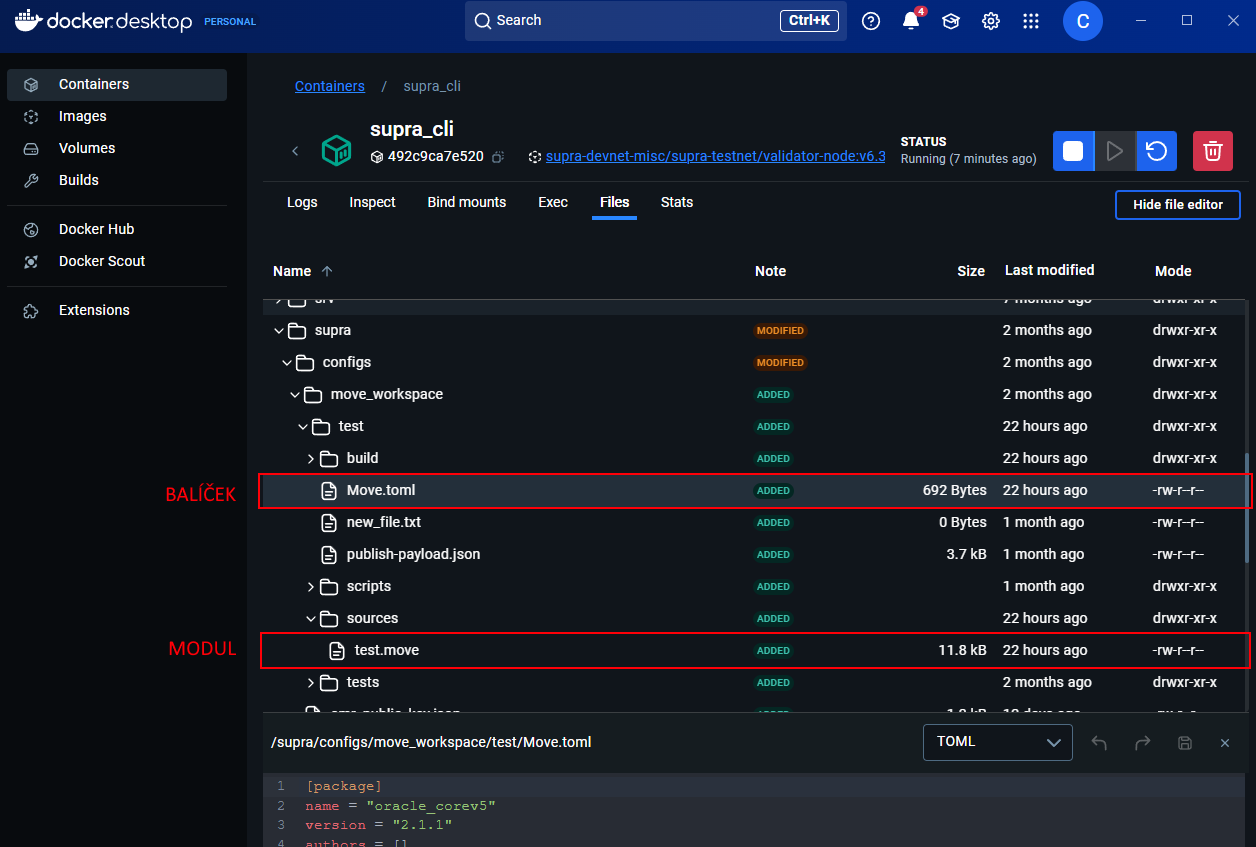 docker.desktop PERSONAL Search Ctrl+K 4 C
Containers
Images
Volumes
Builds
Docker Hub
Docker Scout
Extensions
Containers / supra_cli
supra_cli
492c9ca7e520 supra-devnet-misc/supra-testnet/validator-node:v6.3
STATUS
Running (7 minutes ago)
Logs Inspect Bind mounts Exec Files Stats
Hide file editor
Name Note Size Last modified Mode
srv 7 months ago drwxr-xr-x
supra MODIFIED 2 months ago drwxr-xr-x
configs MODIFIED 2 months ago drwxr-xr-x
move_workspace ADDED 2 months ago drwxr-xr-x
test ADDED 22 hours ago drwxr-xr-x
build ADDED 22 hours ago drwxr-xr-x
BALÍČEK
Move.toml ADDED 692 Bytes 22 hours ago -rw-r--r--
new_file.txt ADDED 0 Bytes 1 month ago -rw-r--r--
publish-payload.json ADDED 3.7 kB 1 month ago -rw-r--r--
scripts ADDED 1 month ago drwxr-xr-x
sources ADDED 22 hours ago drwxr-xr-x
MODUL
test.move ADDED 11.8 kB 22 hours ago -rw-r--r--
tests ADDED 2 months ago drwxr-xr-x
/supra/configs/move_workspace/test/Move.toml TOML
1 [package]
2 name = "oracle_corev5"
3 version = "2.1.1"
4 authors = []